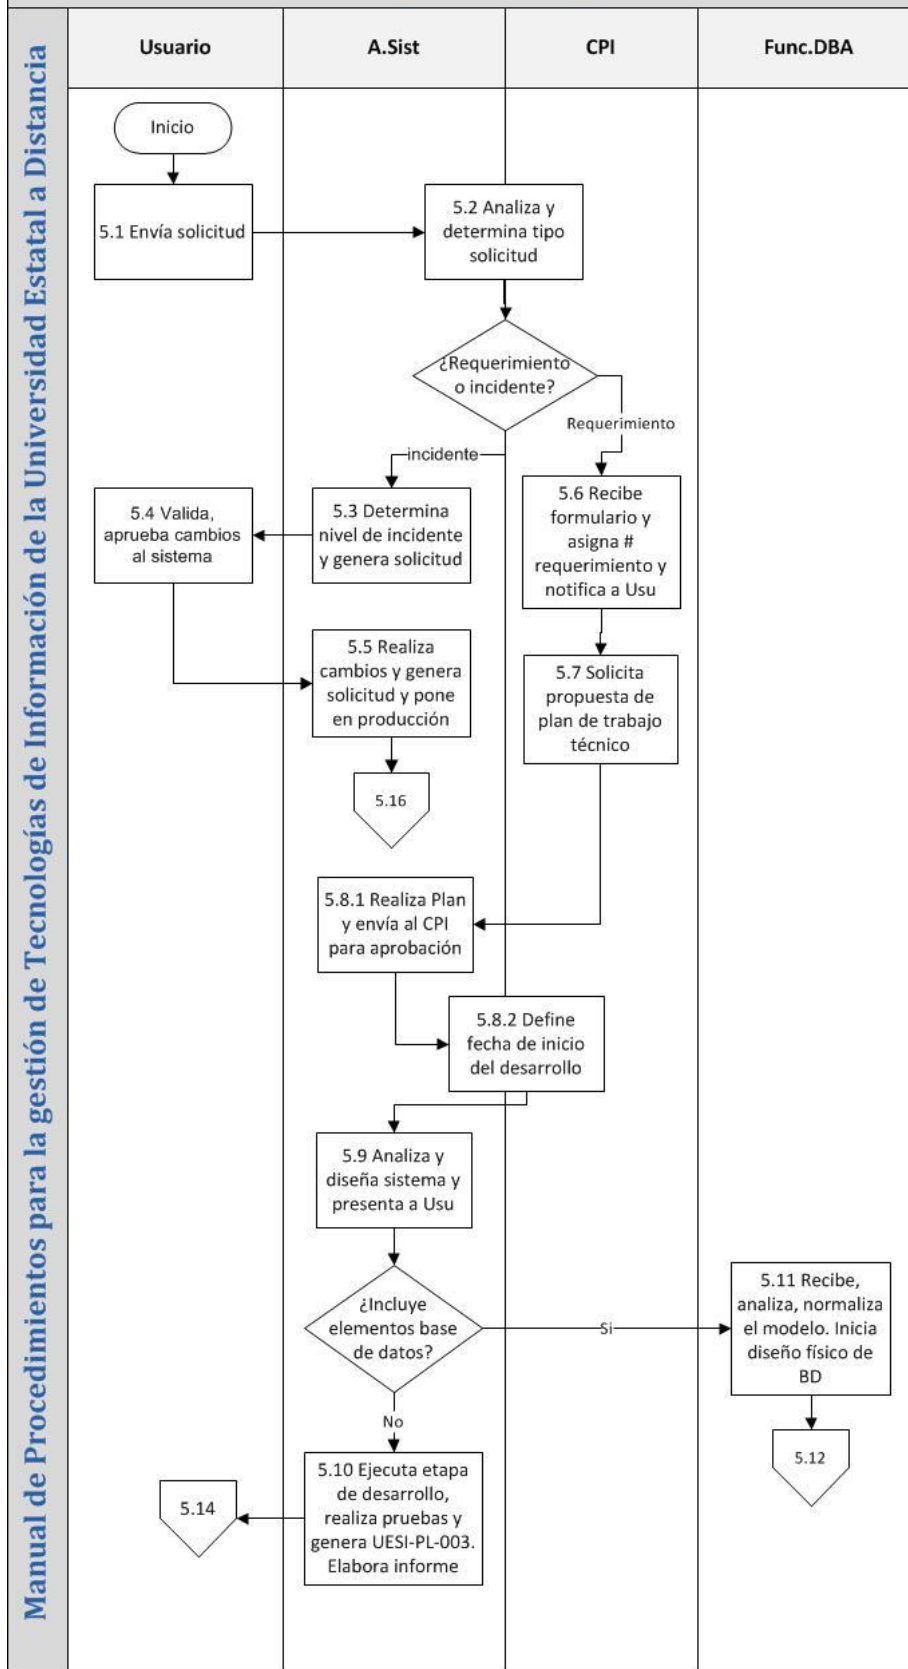 Manual de Procedimientos para la gestión de Tecnologías de Información de la Universidad Estatal a Distancia
Usuario
A.Sist
CPI
Func.DBA
Inicio
5.1 Envía solicitud
5.2 Analiza y
determina tipo
solicitud
¿Requerimiento
o incidente?
Requerimiento
incidente
5.3 Determina
nivel de incidente
y genera solicitud
5.4 Valida,
aprueba cambios
al sistema
5.6 Recibe
formulario y
asigna #
requerimiento y
notifica a Usu
5.5 Realiza
cambios y genera
solicitud y pone
en producción
5.7 Solicita
propuesta de
plan de trabajo
técnico
5.16
5.8.1 Realiza Plan
y envía al CPI
para aprobación
5.8.2 Define
fecha de inicio
del desarrollo
5.9 Analiza y
diseña sistema y
presenta a Usu
¿Incluye
elementos base
de datos?
Si
5.11 Recibe,
analiza, normaliza
el modelo. Inicia
diseño físico de
BD
No
5.12
5.10 Ejecuta etapa
de desarrollo,
realiza pruebas y
genera UESI-PL-003.
Elabora informe
5.14